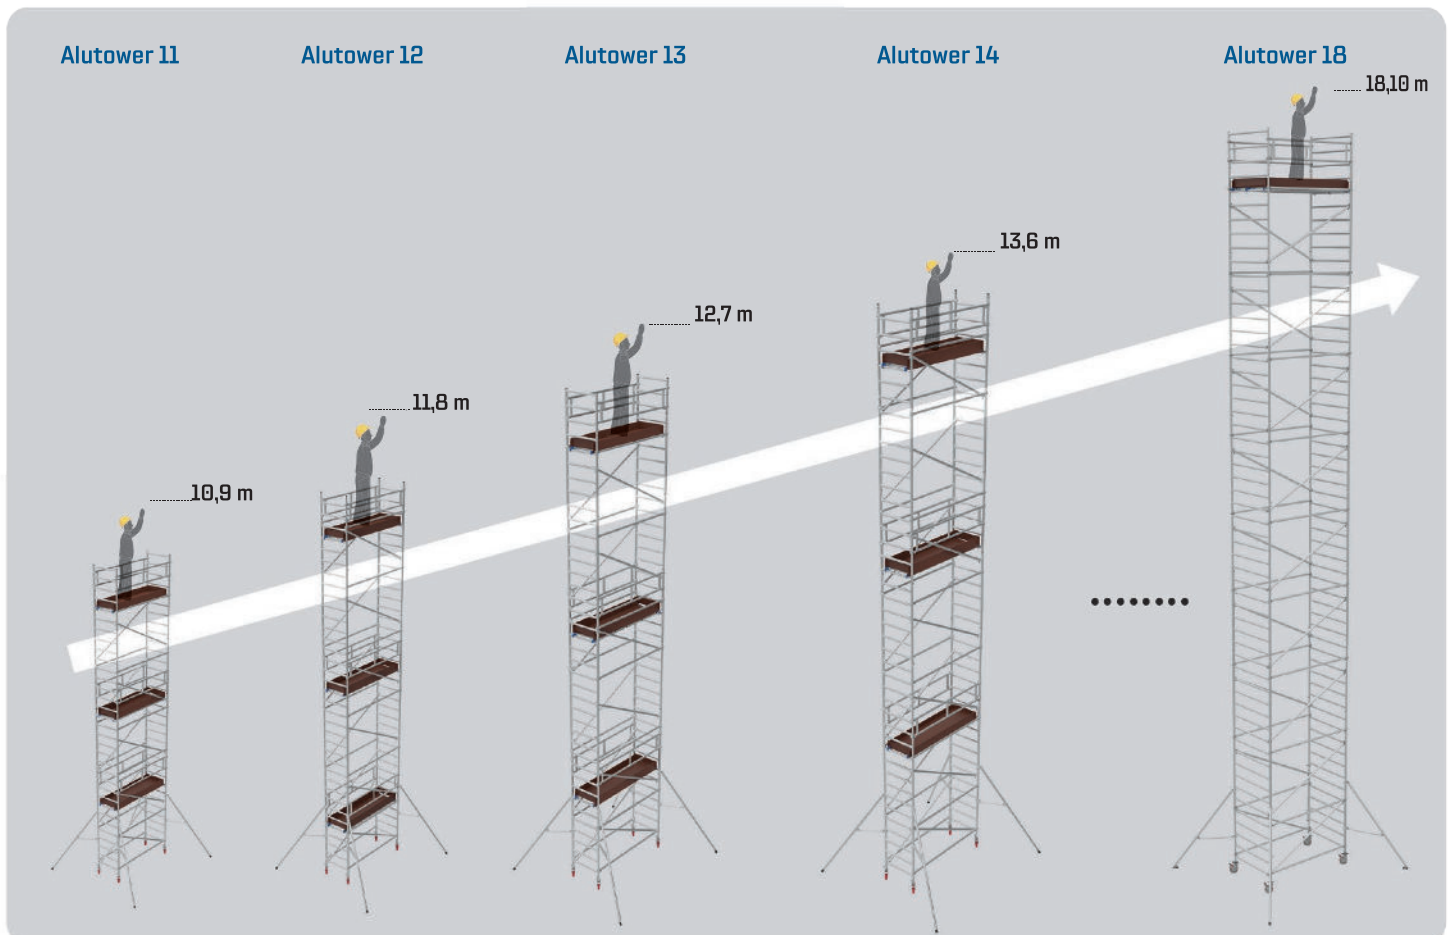 Alutower 11
Alutower 12
Alutower 13
Alutower 14
Alutower 18
18,10 m
13,6 m
12,7 m
11,8 m
10,9 m